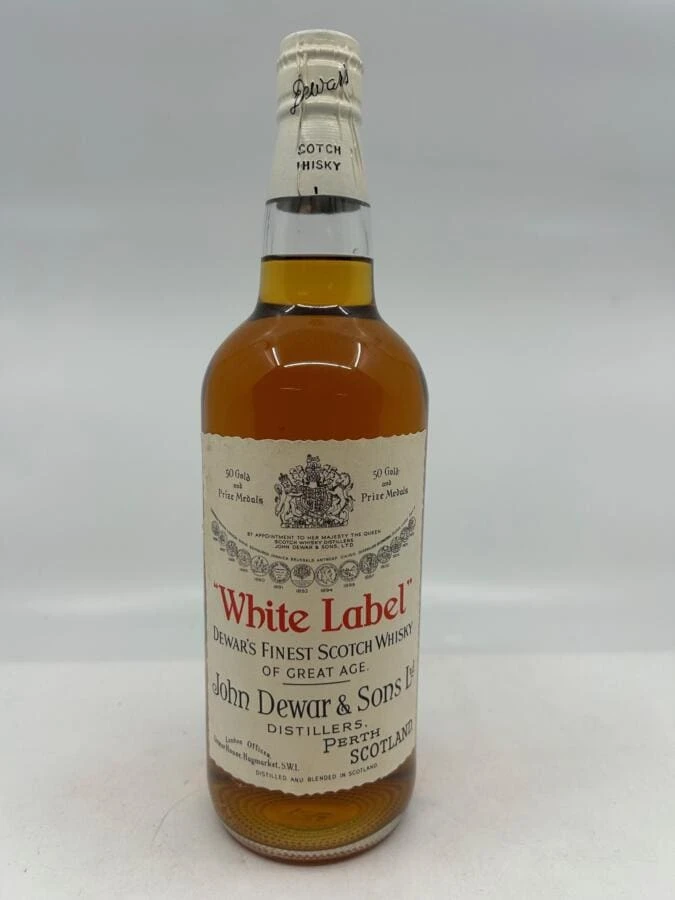 Dewar's
SCOTCH
WHISKY
50 Gold
and
Prize Medals
50 Gold
and
Prize Medals
BY APPOINTMENT TO HER MAJESTY THE QUEEN
SCOTCH WHISKY DISTILLERS
JOHN DEWAR & SONS, LTD
"White Label"
DEWAR'S FINEST SCOTCH WHISKY
OF GREAT AGE.
John Dewar & Sons Ltd
DISTILLERS,
PERTH
SCOTLAND
London Offices,
Dewar House, Haymarket, S.W.1.
DISTILLED AND BLENDED IN SCOTLAND